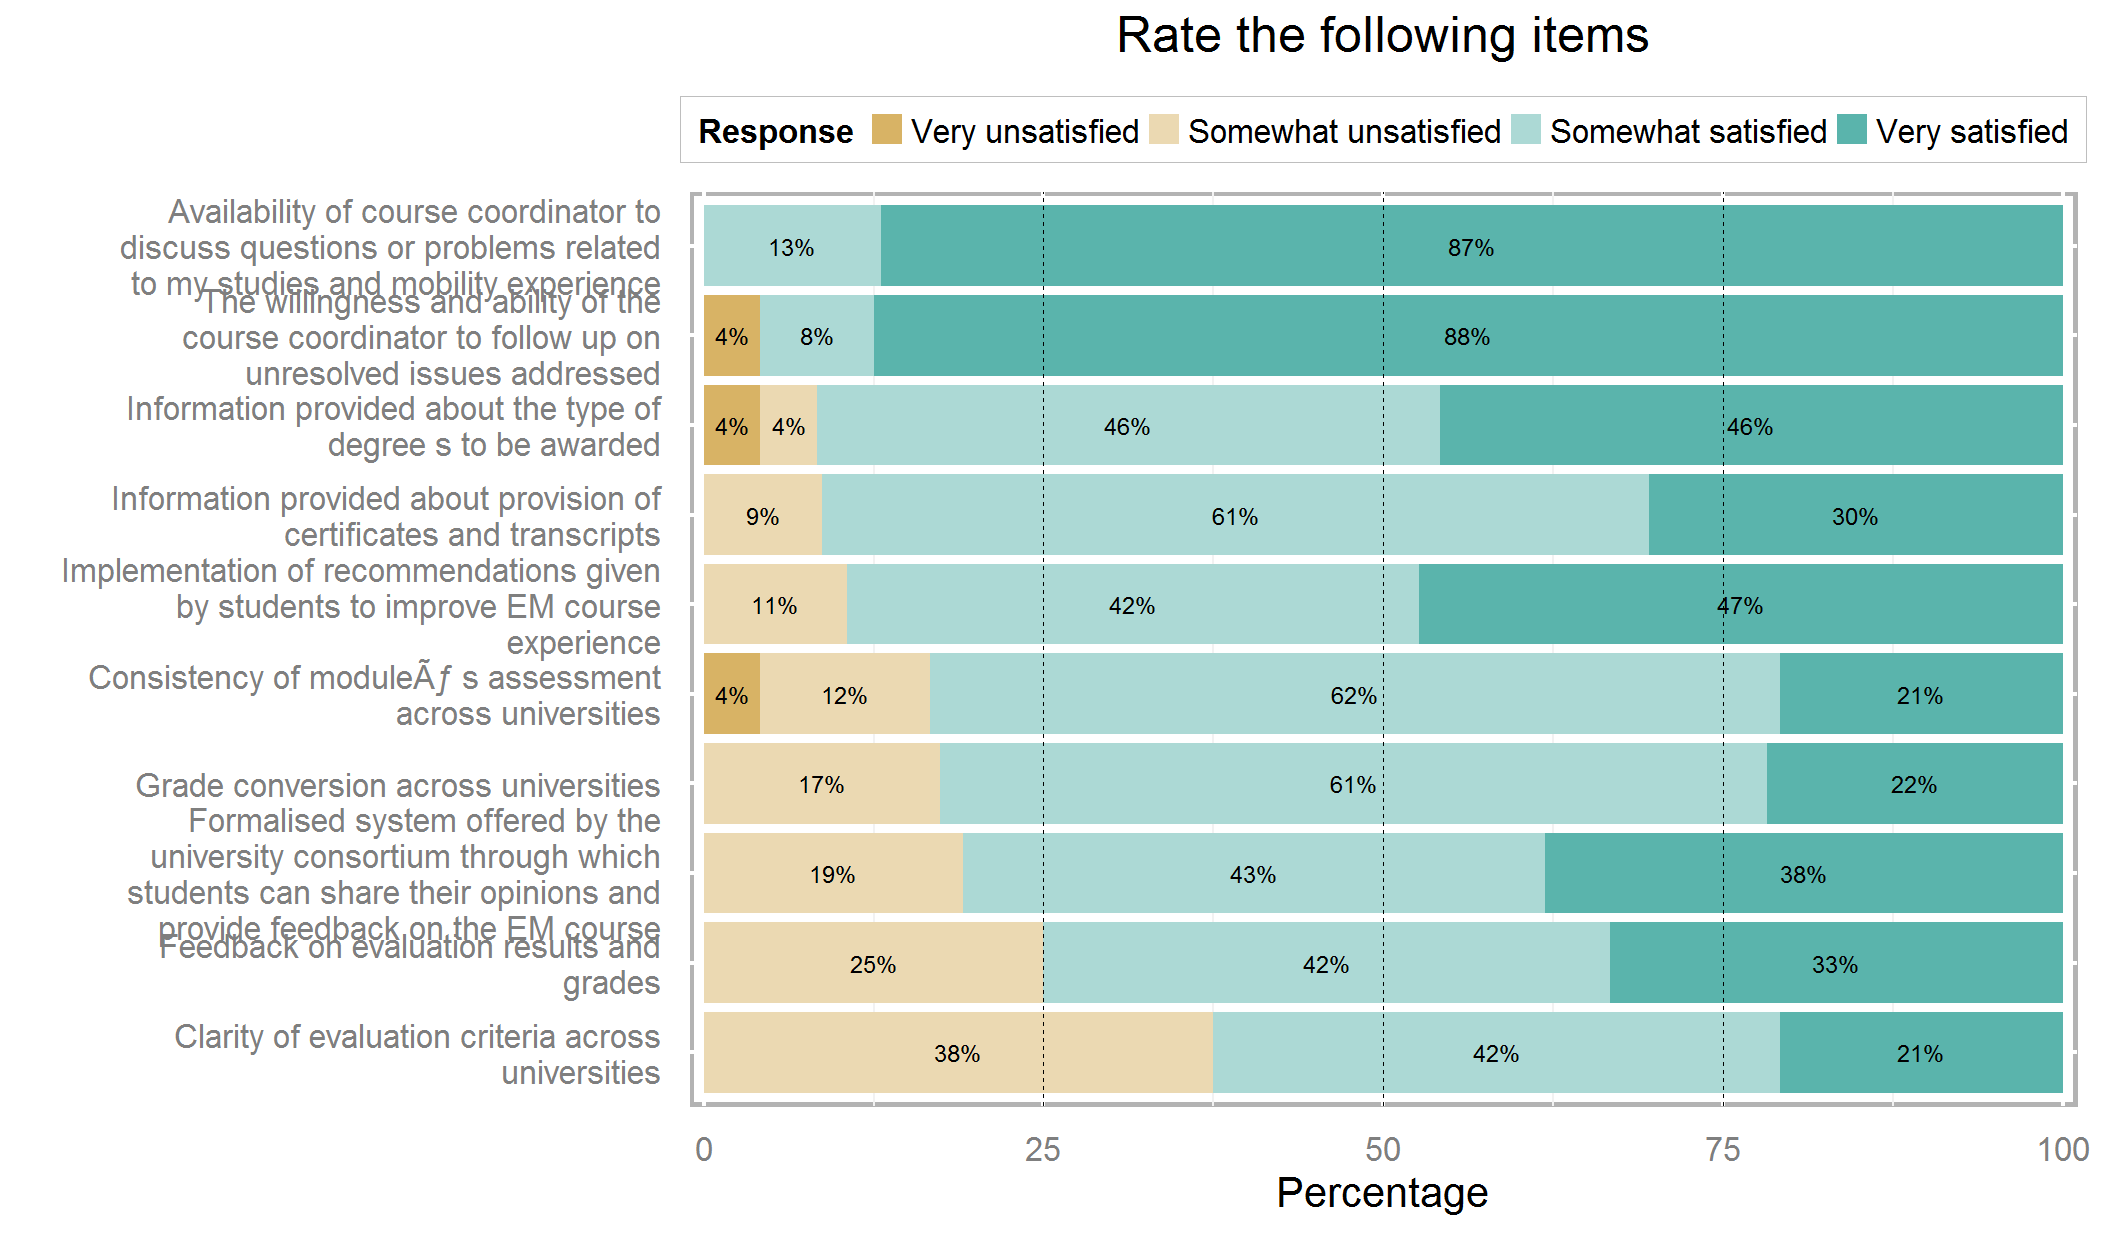 Rate the following items
Response Very unsatisfied Somewhat unsatisfied Somewhat satisfied Very satisfied
Availability of course coordinator to
discuss questions or problems related
to my studies and mobility experience
13% 87%
The willingness and ability of the
course coordinator to follow up on
unresolved issues addressed
4% 8% 88%
Information provided about the type of
degree s to be awarded
4% 4% 46% 46%
Information provided about provision of
certificates and transcripts
9% 61% 30%
Implementation of recommendations given
by students to improve EM course
experience
11% 42% 47%
Consistency of moduleÃƒ s assessment
across universities
4% 12% 62% 21%
Grade conversion across universities
17% 61% 22%
Formalised system offered by the
university consortium through which
students can share their opinions and
provide feedback on the EM course
19% 43% 38%
Feedback on evaluation results and
grades
25% 42% 33%
Clarity of evaluation criteria across
universities
38% 42% 21%
0 25 50 75 100
Percentage